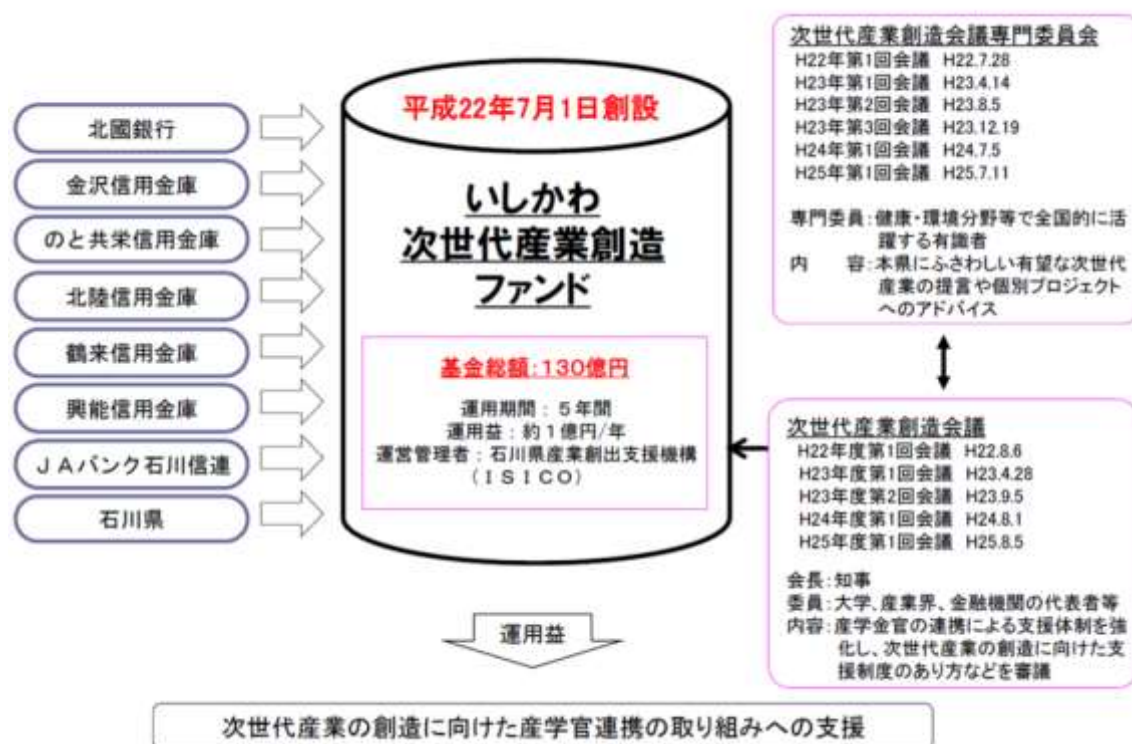 北國銀行
金沢信用金庫
のと共栄信用金庫
北陸信用金庫
鶴来信用金庫
興能信用金庫
JAバンク石川信連
石川県
平成22年7月1日創設
いしかわ
次世代産業創造
ファンド
基金総額:130億円
運用期間:5年間
運用益:約1億円/年
運営管理者:石川県産業創出支援機構
(ISICO)
次世代産業創造会議専門委員会
H22年第1回会議 H22.7.28
H23年第1回会議 H23.4.14
H23年第2回会議 H23.8.5
H23年第3回会議 H23.12.19
H24年第1回会議 H24.7.5
H25年第1回会議 H25.7.11
専門委員:健康・環境分野等で全国的に活
躍する有識者
内 容:本県にふさわしい有望な次世代
産業の提言や個別プロジェクト
へのアドバイス
次世代産業創造会議
H22年度第1回会議 H22.8.6
H23年度第1回会議 H23.4.28
H23年度第2回会議 H23.9.5
H24年度第1回会議 H24.8.1
H25年度第1回会議 H25.8.5
会長:知事
委員:大学、産業界、金融機関の代表者等
内容:産学金官の連携による支援体制を強
化し、次世代産業の創造に向けた支
援制度のあり方などを審議
運用益
次世代産業の創造に向けた産学官連携の取り組みへの支援